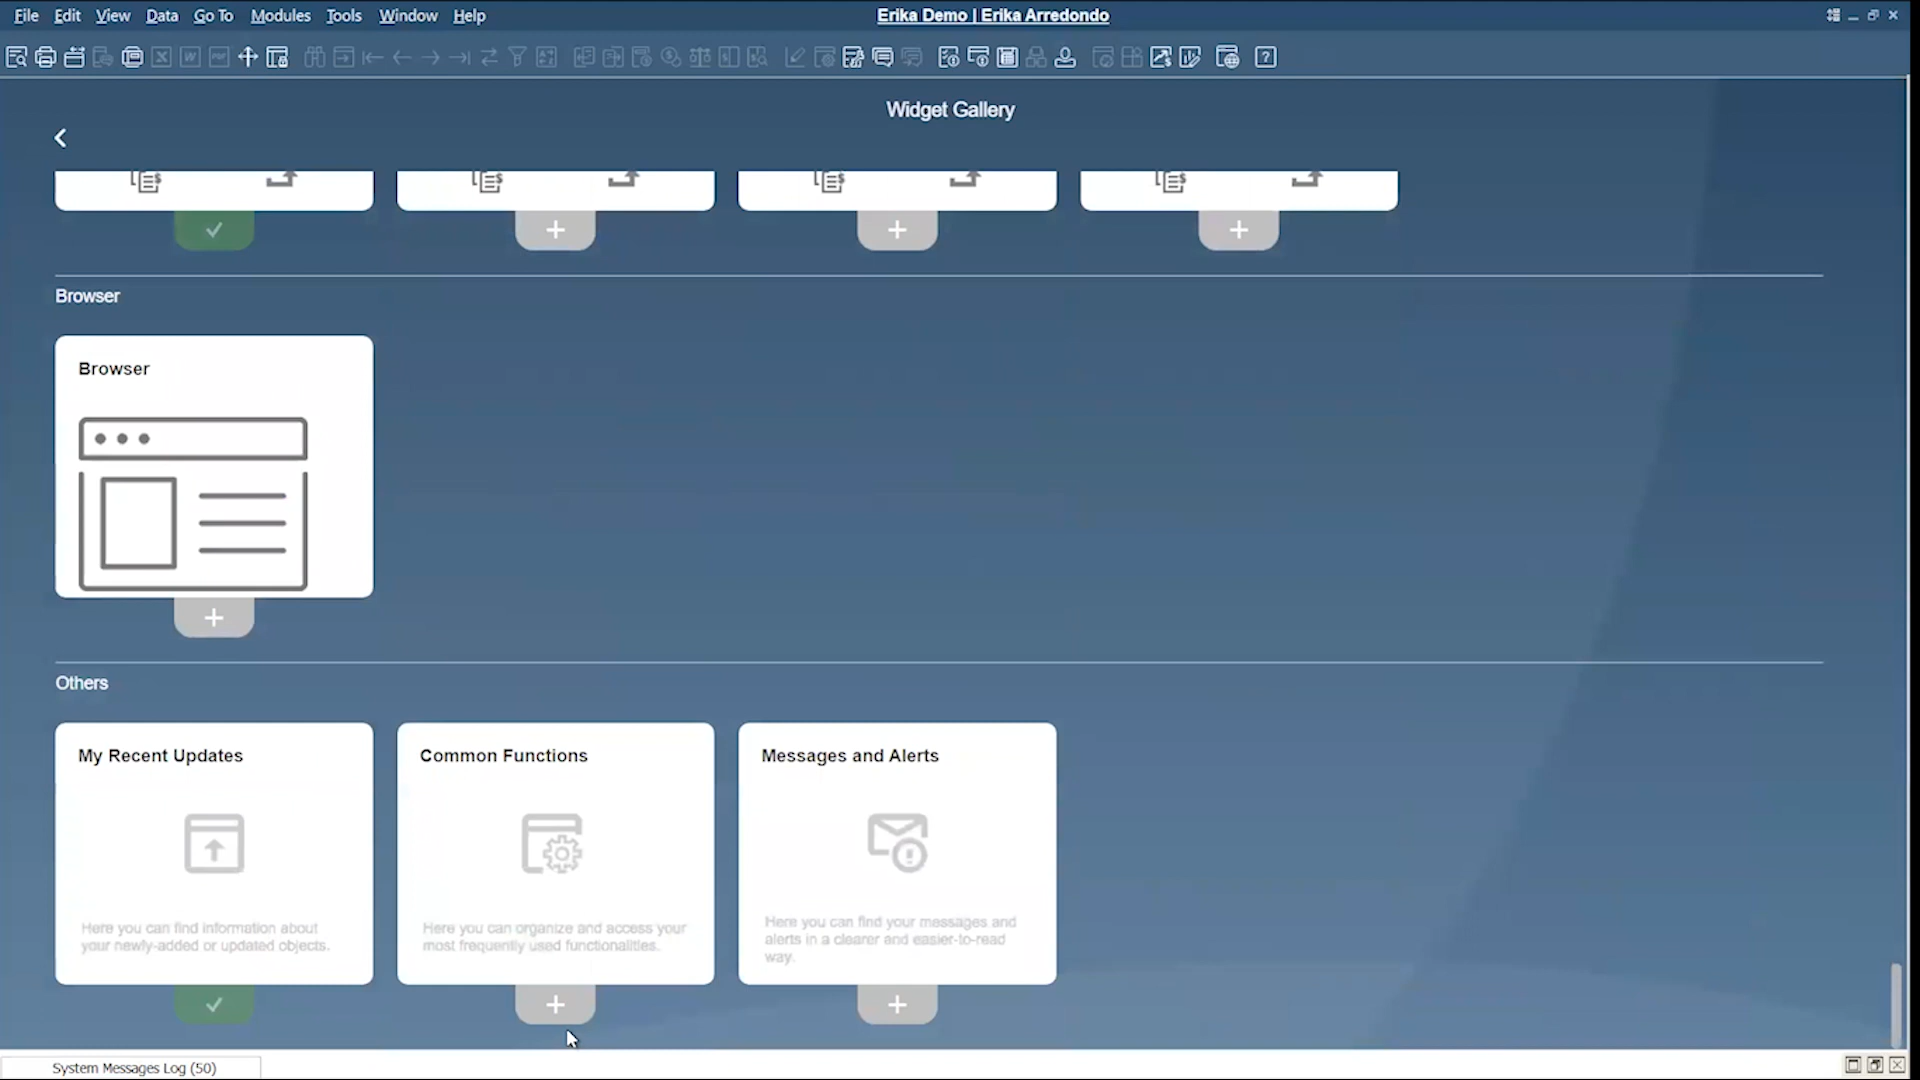 File Edit View Data Go To Modules Tools Window Help
Erika Demo | Erika Arredondo
Widget Gallery
Browser
Browser
Others
My Recent Updates
Common Functions
Messages and Alerts
Here you can find information about
your newly-added or updated objects.
Here you can organize and access your
most frequently used functionalities.
Here you can find your messages and
alerts in a clearer and easier-to-read
way.
System Messages Log (50)